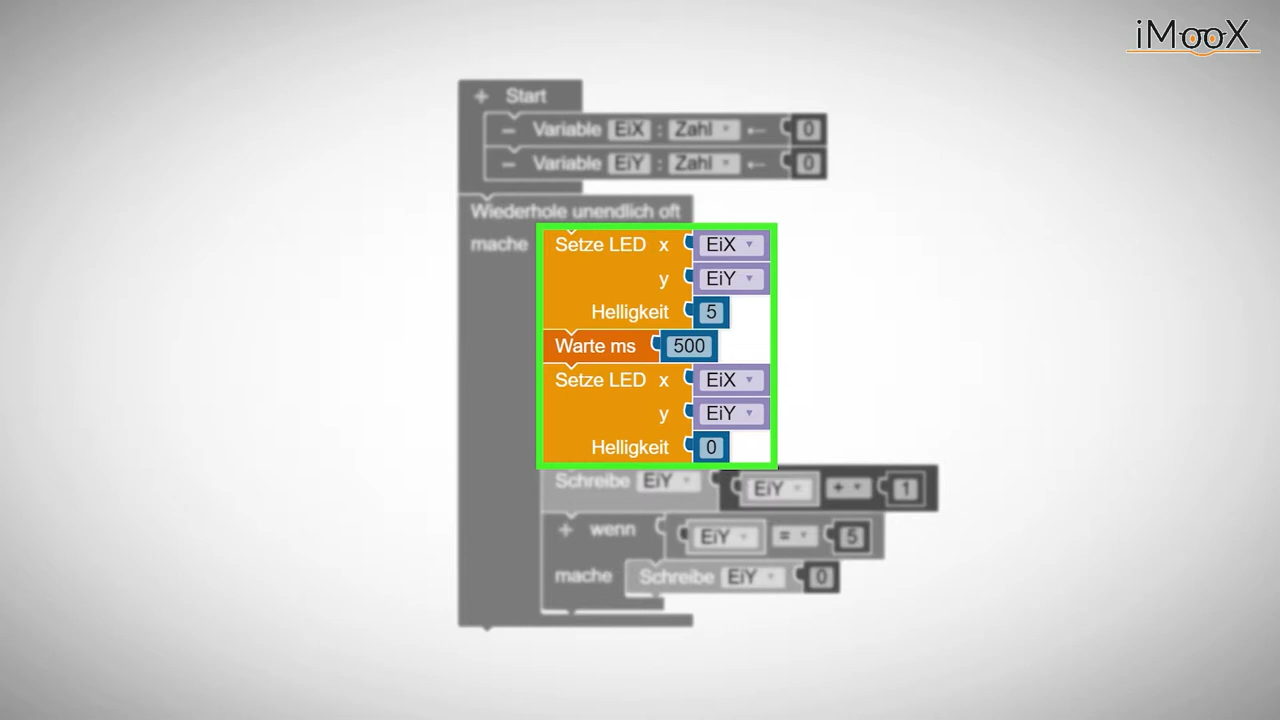 iMooX
+ Start
− Variable EiX : Zahl ← 0
− Variable EiY : Zahl ← 0
Wiederhole unendlich oft
mache Setze LED x EiX
y EiY
Helligkeit 5
Warte ms 500
Setze LED x EiX
y EiY
Helligkeit 0
Schreibe EiY EiY + 1
+ wenn EiY = 5
mache Schreibe EiY 0